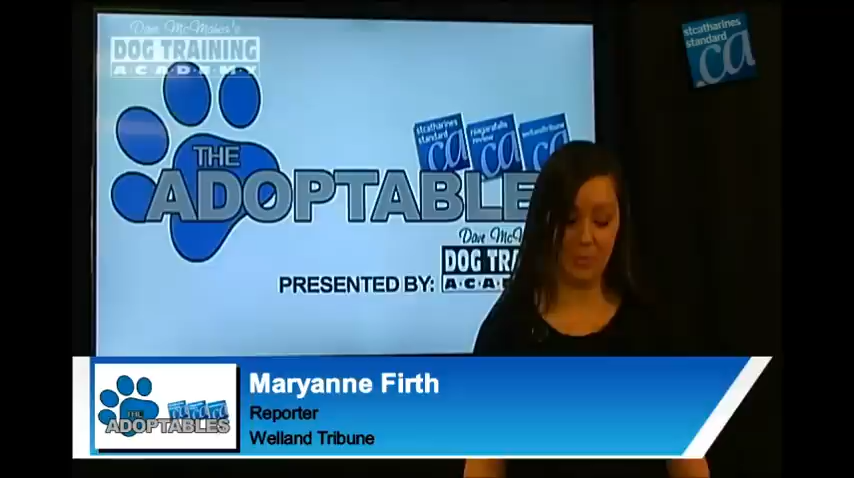 Dave McMahon's
DOG TRAINING
A·C·A·D·E·M·Y
stcatharines
standard
ca
stcatharines
standard
ca
niagarafalls
review
ca
wellandtribune
ca
THE
ADOPTABLES
Dave McM
DOG TRA
A·C·A
PRESENTED BY:
Maryanne Firth
Reporter
Welland Tribune
THE
ADOPTABLES